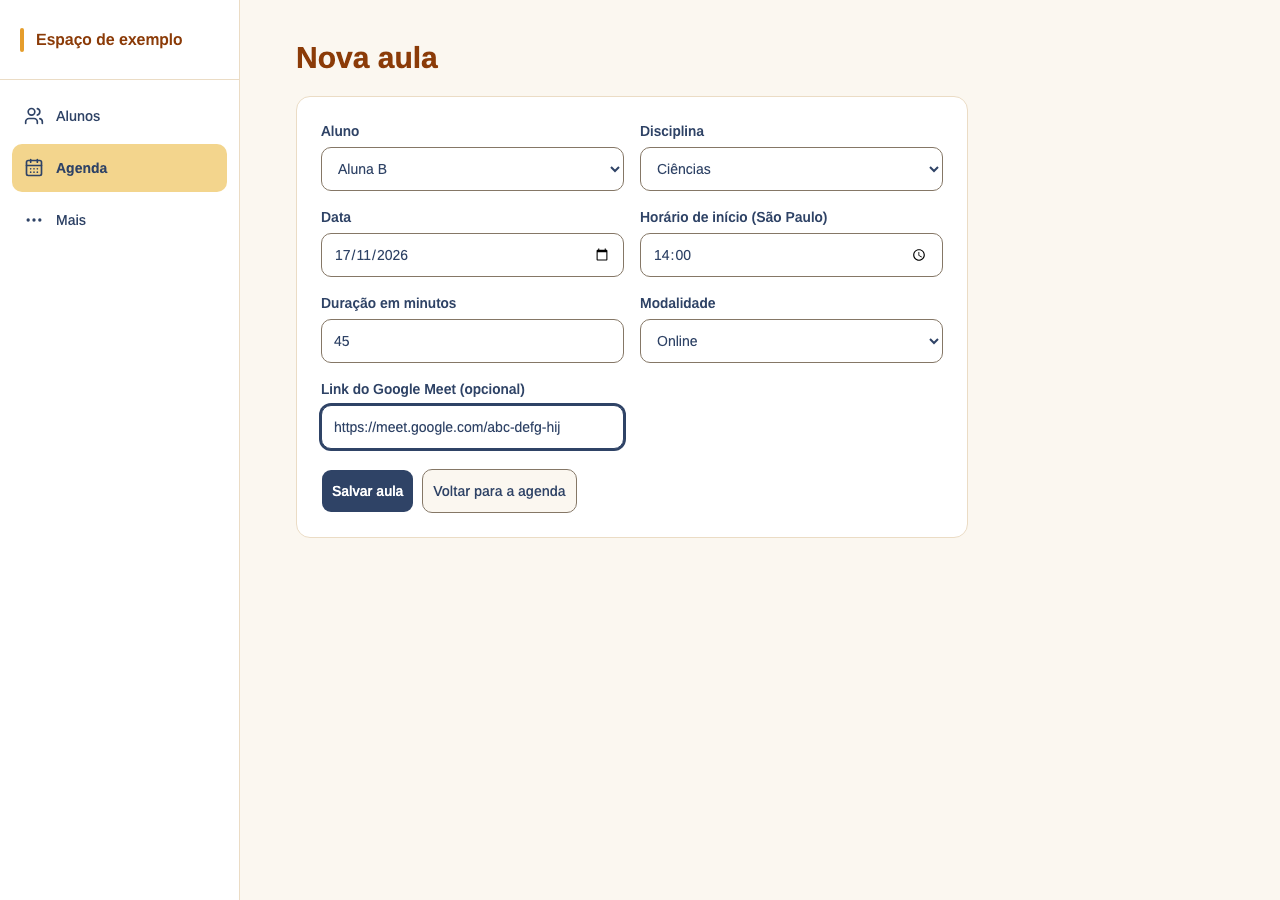 Espaço de exemplo
Alunos
Agenda
Mais
Nova aula
Aluno
Disciplina
Aluna B
Ciências
Data
Horário de início (São Paulo)
17/11/2026
14:00
Duração em minutos
Modalidade
45
Online
Link do Google Meet (opcional)
https://meet.google.com/abc-defg-hij
Salvar aula
Voltar para a agenda